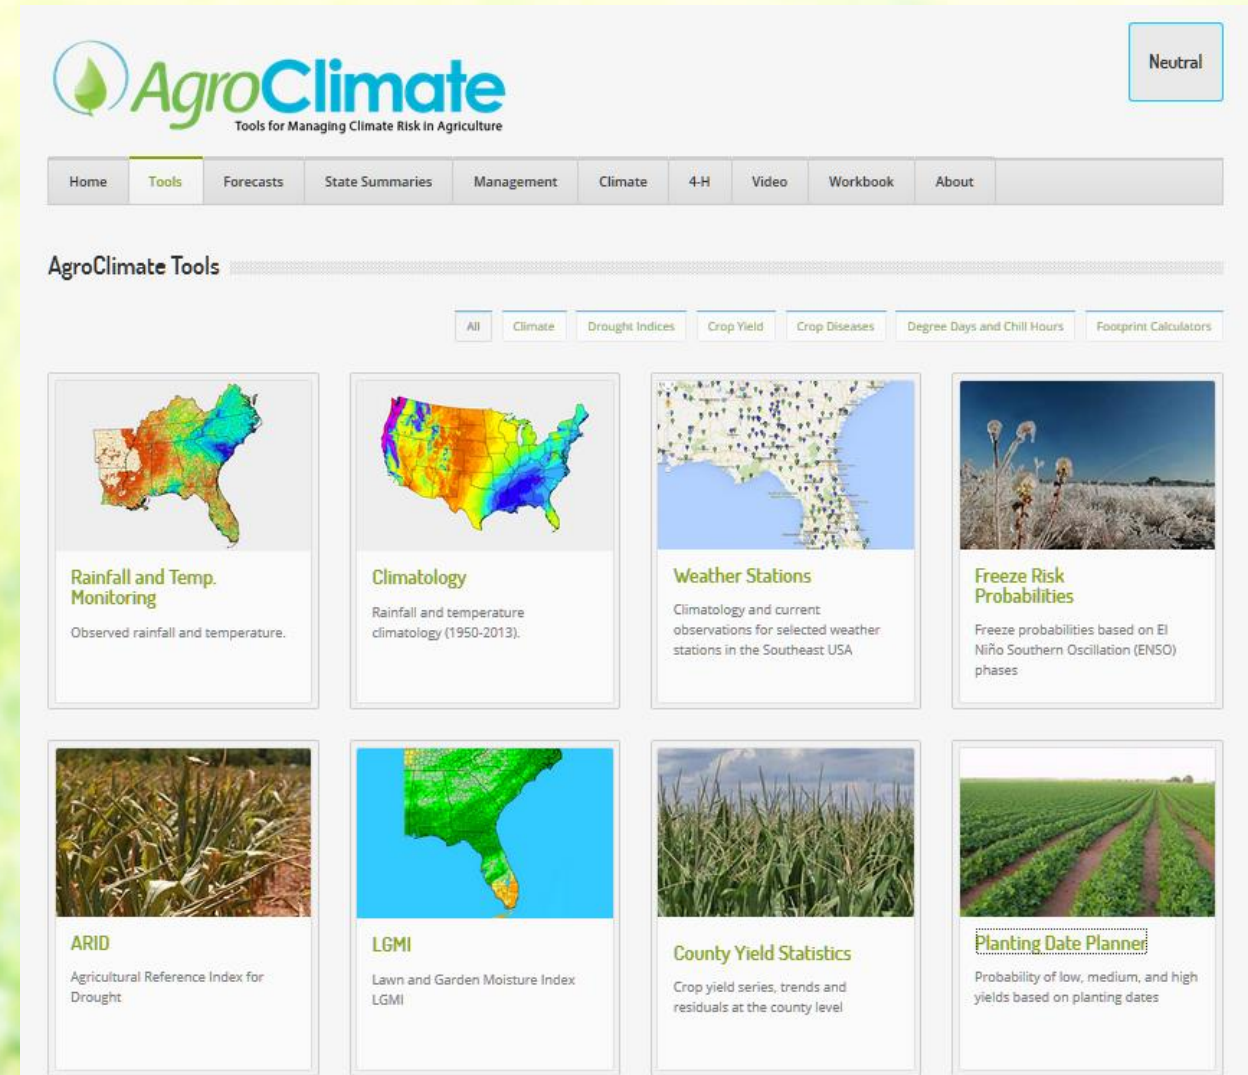 AgroClimate
Tools for Managing Climate Risk in Agriculture
Neutral
Home Tools Forecasts State Summaries Management Climate 4-H Video Workbook About
AgroClimate Tools
All Climate Drought Indices Crop Yield Crop Diseases Degree Days and Chill Hours Footprint Calculators
Rainfall and Temp.
Monitoring
Observed rainfall and temperature.
Climatology
Rainfall and temperature
climatology (1950-2013).
Weather Stations
Climatology and current
observations for selected weather
stations in the Southeast USA
Freeze Risk
Probabilities
Freeze probabilities based on El
Niño Southern Oscillation (ENSO)
phases
ARID
Agricultural Reference Index for
Drought
LGMI
Lawn and Garden Moisture Index
LGMI
County Yield Statistics
Crop yield series, trends and
residuals at the county level
Planting Date Planner
Probability of low, medium, and high
yields based on planting dates